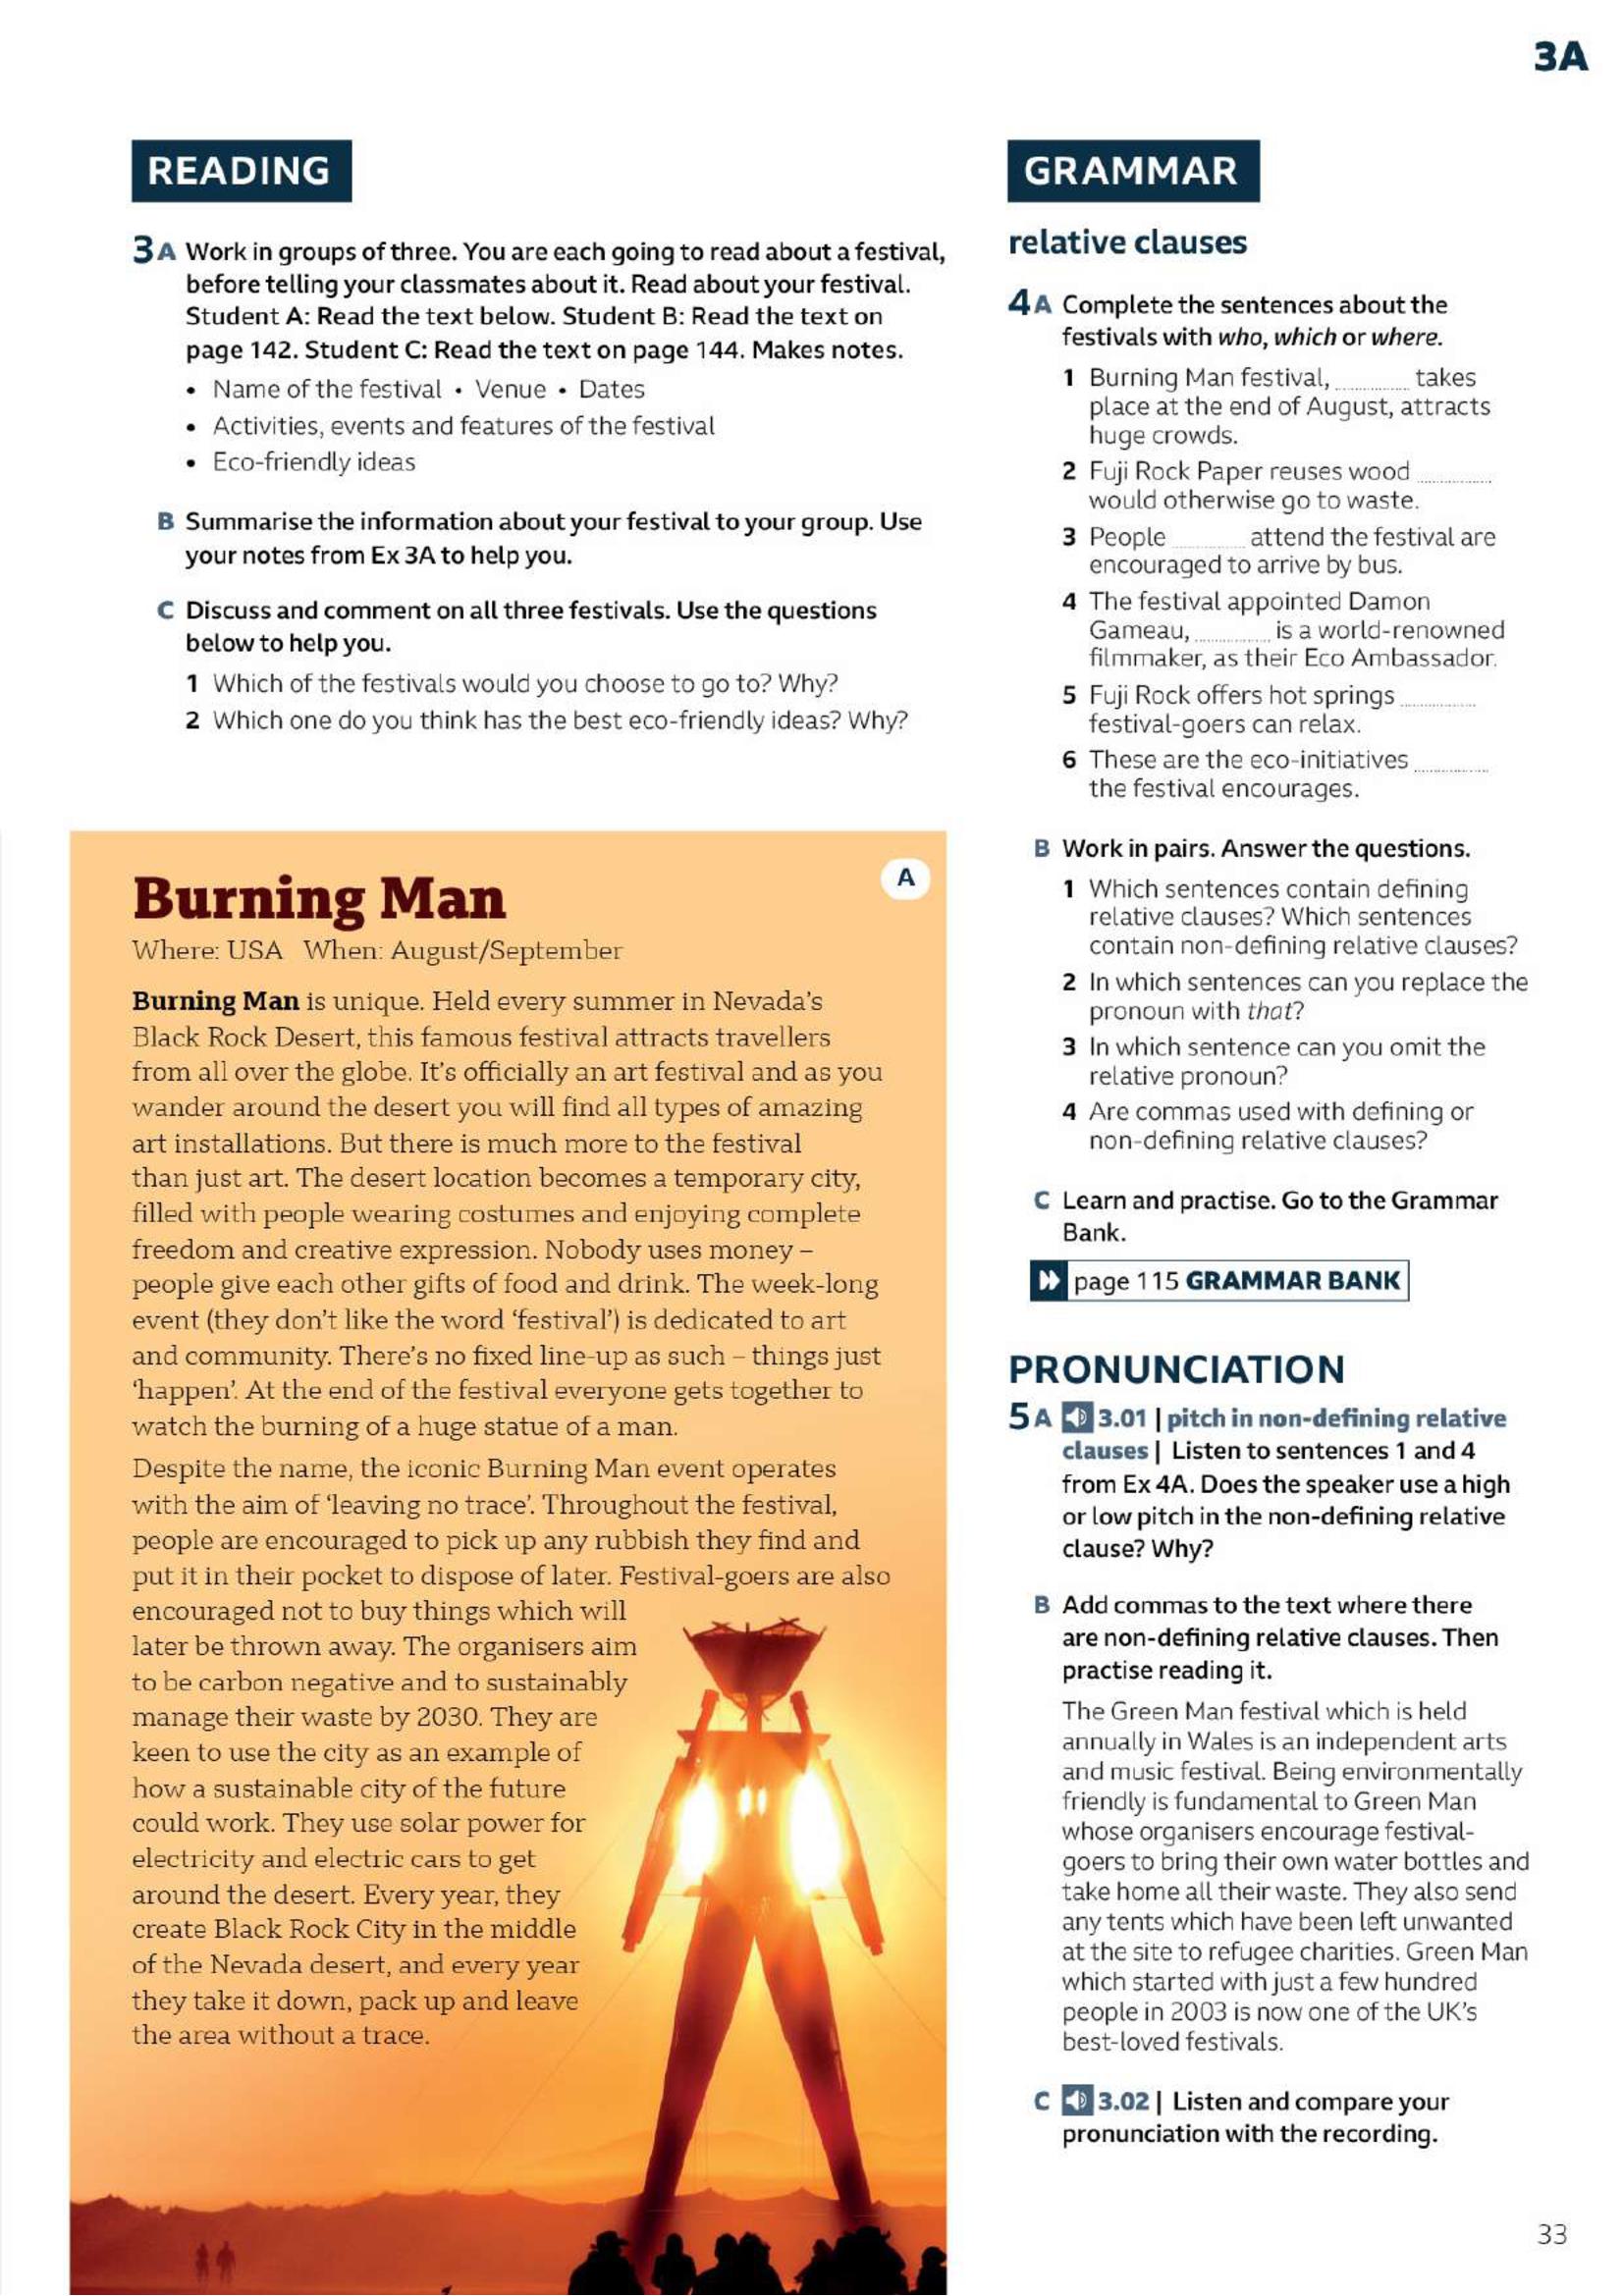 3A
READING
3 A Work in groups of three. You are each going to read about a festival,
before telling your classmates about it. Read about your festival.
Student A: Read the text below. Student B: Read the text on
page 142. Student C: Read the text on page 144. Makes notes.
• Name of the festival • Venue • Dates
• Activities, events and features of the festival
• Eco-friendly ideas
B Summarise the information about your festival to your group. Use
your notes from Ex 3A to help you.
C Discuss and comment on all three festivals. Use the questions
below to help you.
1 Which of the festivals would you choose to go to? Why?
2 Which one do you think has the best eco-friendly ideas? Why?
A
Burning Man
Where: USA When: August/September
Burning Man is unique. Held every summer in Nevada's
Black Rock Desert, this famous festival attracts travellers
from all over the globe. It's officially an art festival and as you
wander around the desert you will find all types of amazing
art installations. But there is much more to the festival
than just art. The desert location becomes a temporary city,
filled with people wearing costumes and enjoying complete
freedom and creative expression. Nobody uses money –
people give each other gifts of food and drink. The week-long
event (they don't like the word 'festival') is dedicated to art
and community. There's no fixed line-up as such – things just
'happen'. At the end of the festival everyone gets together to
watch the burning of a huge statue of a man.
Despite the name, the iconic Burning Man event operates
with the aim of 'leaving no trace'. Throughout the festival,
people are encouraged to pick up any rubbish they find and
put it in their pocket to dispose of later. Festival-goers are also
encouraged not to buy things which will
later be thrown away. The organisers aim
to be carbon negative and to sustainably
manage their waste by 2030. They are
keen to use the city as an example of
how a sustainable city of the future
could work. They use solar power for
electricity and electric cars to get
around the desert. Every year, they
create Black Rock City in the middle
of the Nevada desert, and every year
they take it down, pack up and leave
the area without a trace.
GRAMMAR
relative clauses
4 A Complete the sentences about the
festivals with who, which or where.
1 Burning Man festival, ............ takes
place at the end of August, attracts
huge crowds.
2 Fuji Rock Paper reuses wood ............
would otherwise go to waste.
3 People ............ attend the festival are
encouraged to arrive by bus.
4 The festival appointed Damon
Gameau, ............ is a world-renowned
filmmaker, as their Eco Ambassador.
5 Fuji Rock offers hot springs ............
festival-goers can relax.
6 These are the eco-initiatives ............
the festival encourages.
B Work in pairs. Answer the questions.
1 Which sentences contain defining
relative clauses? Which sentences
contain non-defining relative clauses?
2 In which sentences can you replace the
pronoun with that?
3 In which sentence can you omit the
relative pronoun?
4 Are commas used with defining or
non-defining relative clauses?
C Learn and practise. Go to the Grammar
Bank.
page 115 GRAMMAR BANK
PRONUNCIATION
5 A 3.01 | pitch in non-defining relative
clauses | Listen to sentences 1 and 4
from Ex 4A. Does the speaker use a high
or low pitch in the non-defining relative
clause? Why?
B Add commas to the text where there
are non-defining relative clauses. Then
practise reading it.
The Green Man festival which is held
annually in Wales is an independent arts
and music festival. Being environmentally
friendly is fundamental to Green Man
whose organisers encourage festival-
goers to bring their own water bottles and
take home all their waste. They also send
any tents which have been left unwanted
at the site to refugee charities. Green Man
which started with just a few hundred
people in 2003 is now one of the UK's
best-loved festivals.
C 3.02 | Listen and compare your
pronunciation with the recording.
33